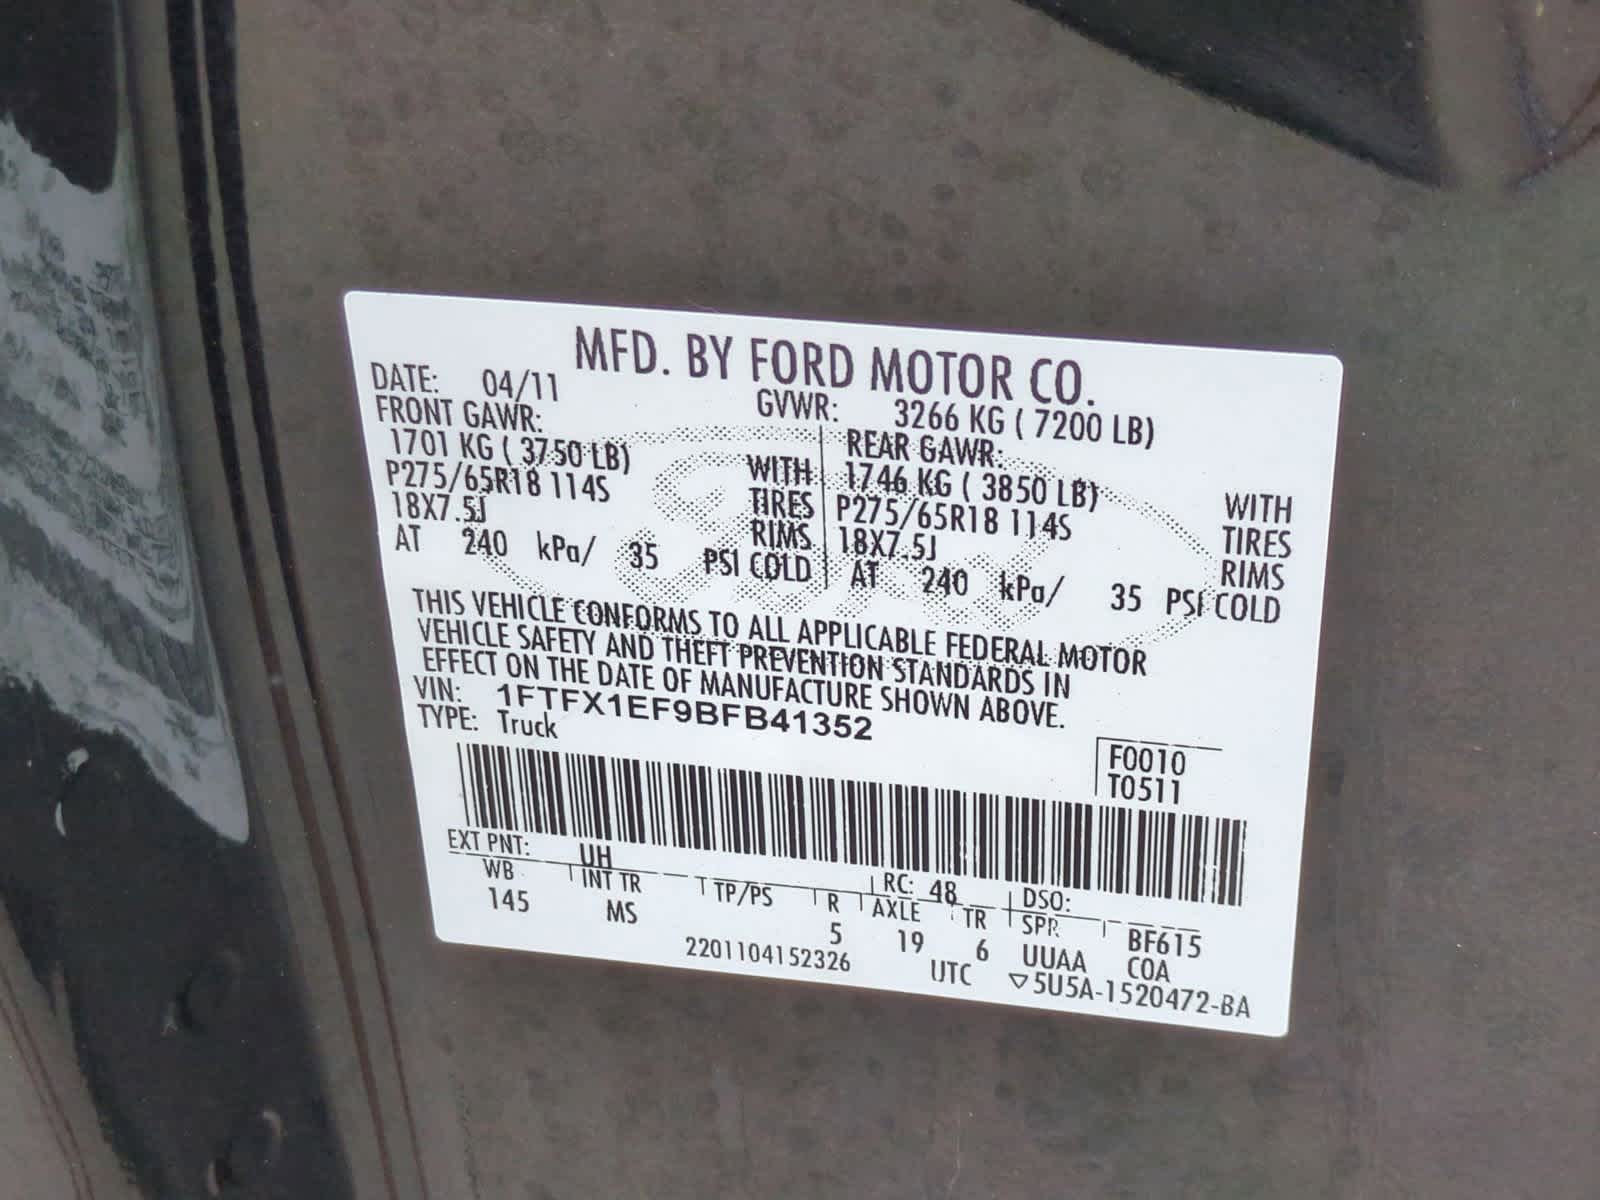 MFD. BY FORD MOTOR CO.
DATE: 04/11 GVWR: 3266 KG ( 7200 LB)
FRONT GAWR: REAR GAWR:
1701 KG ( 3750 LB) WITH 1746 KG ( 3850 LB) WITH
P275/65R18 114S TIRES P275/65R18 114S TIRES
18X7.5J RIMS 18X7.5J RIMS
AT 240 kPa/ 35 PSI COLD AT 240 kPa/ 35 PSI COLD
THIS VEHICLE CONFORMS TO ALL APPLICABLE FEDERAL MOTOR
VEHICLE SAFETY AND THEFT PREVENTION STANDARDS IN
EFFECT ON THE DATE OF MANUFACTURE SHOWN ABOVE.
VIN: 1FTFX1EF9BFB41352
TYPE: Truck
F0010
T0511
EXT PNT: UH RC: 48 DSO:
WB INT TR TP/PS R AXLE TR SPR BF615
145 MS 5 19 6 UUAA COA
2201104152326 UTC ▽5U5A-1520472-BA
Ford